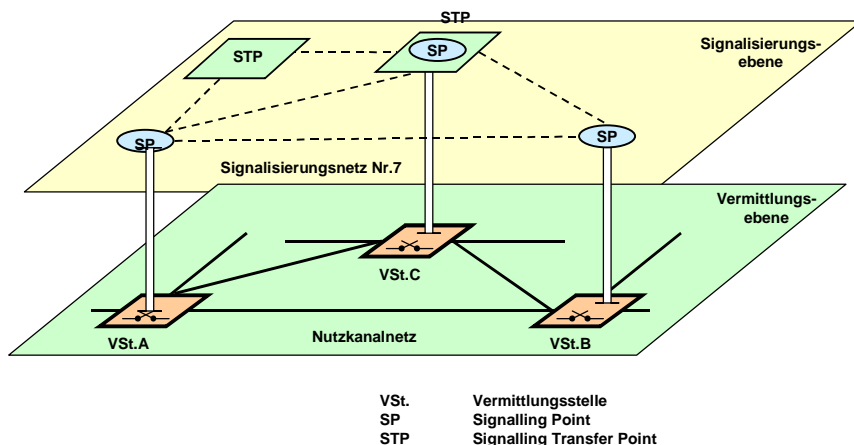 STP
Signalisierungs-
ebene
SP
STP
SP
SP
Signalisierungsnetz Nr.7
Vermittlungs-
ebene
VSt.C
Nutzkanalnetz
VSt.A
VSt.B
VSt. Vermittlungsstelle
SP Signalling Point
STP Signalling Transfer Point